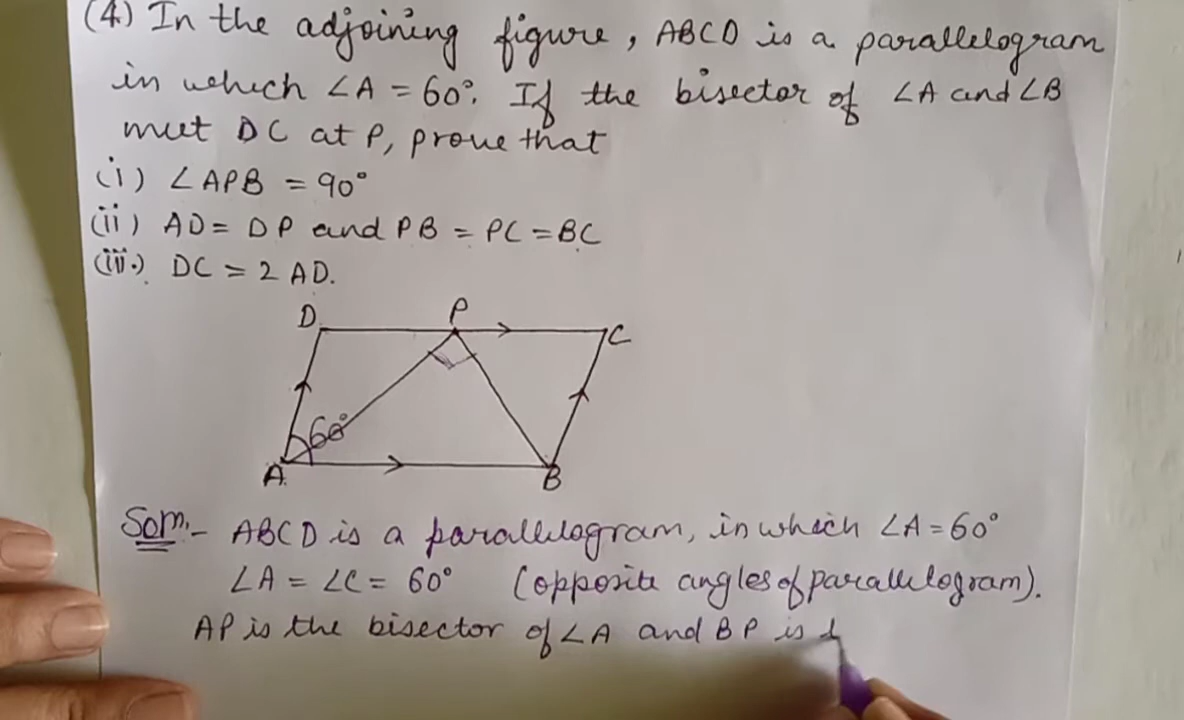 (4) In the adjoining figure, ABCD is a parallelogram
in which ∠A = 60°. If the bisector of ∠A and ∠B
meet DC at P, prove that
(i) ∠APB = 90°
(ii) AD = DP and PB = PC = BC
(iii.) DC = 2 AD.
D P C
60°
A B
Som.- ABCD is a parallelogram, in which ∠A = 60°
∠A = ∠C = 60° (opposite angles of parallelogram).
AP is the bisector of ∠A and BP is